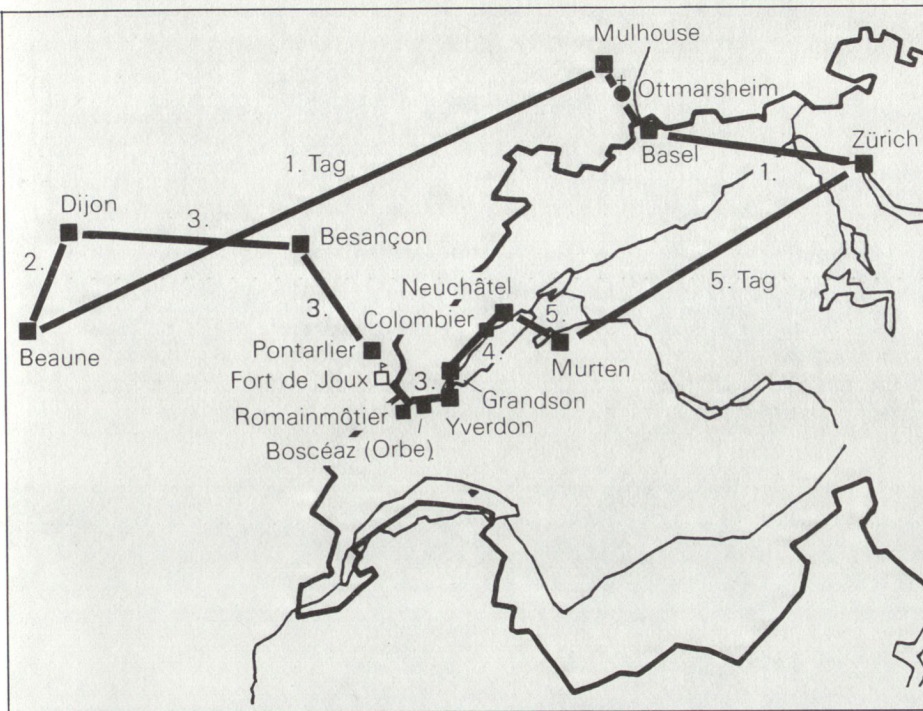 Mulhouse
Ottmarsheim
Basel
Zürich
1.
1. Tag
Dijon
3.
Besançon
2.
Beaune
3.
Neuchâtel
Colombier
5. Tag
5.
4.
Pontarlier
Murten
Fort de Joux
3.
Grandson
Romainmôtier
Yverdon
Boscéaz (Orbe)